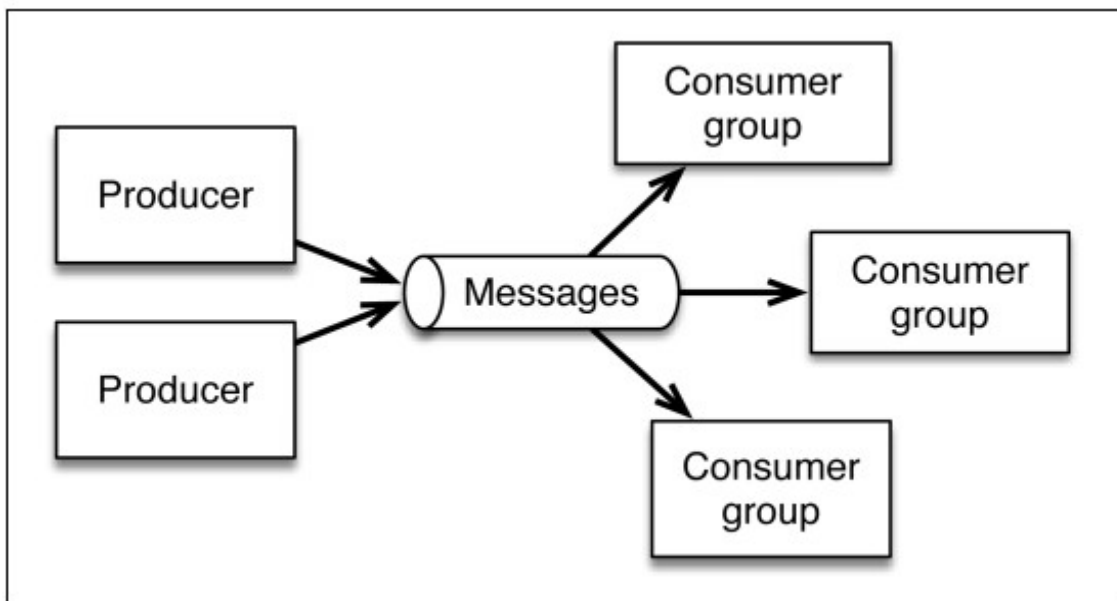 Producer
Producer
Messages
Consumer
group
Consumer
group
Consumer
group